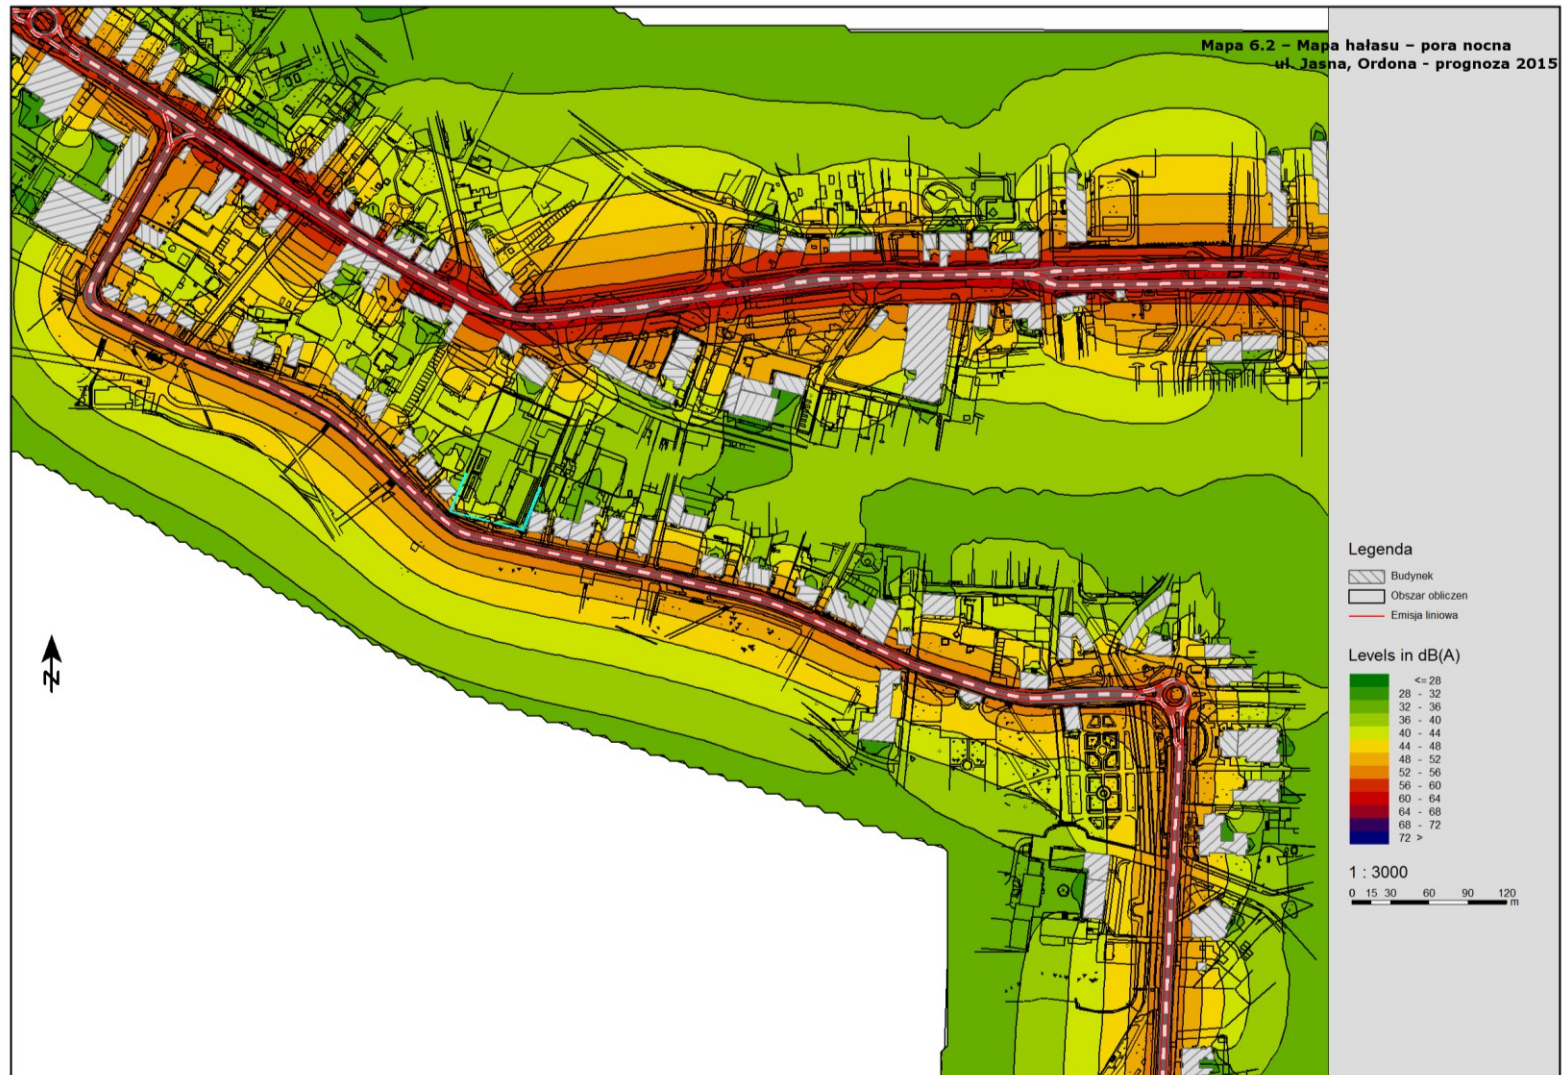 Mapa 6.2 – Mapa hałasu – pora nocna
ul. Jasna, Ordona - prognoza 2015
N
Legenda
Budynek
Obszar obliczen
Emisja liniowa
Levels in dB(A)
<= 28
28 - 32
32 - 36
36 - 40
40 - 44
44 - 48
48 - 52
52 - 56
56 - 60
60 - 64
64 - 68
68 - 72
72 >
1 : 3000
0 15 30 60 90 120
m